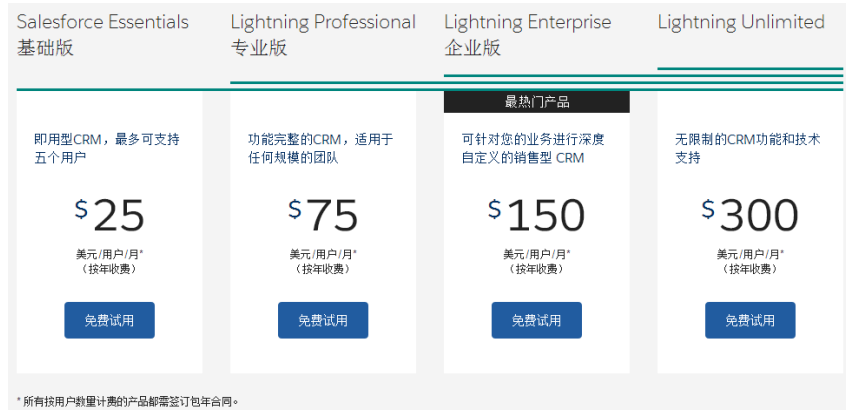 Salesforce Essentials
基础版
即用型CRM，最多可支持
五个用户
$25
美元/用户/月*
（按年收费）
免费试用
Lightning Professional
专业版
功能完整的CRM，适用于
任何规模的团队
$75
美元/用户/月*
（按年收费）
免费试用
Lightning Enterprise
企业版
最热门产品
可针对您的业务进行深度
自定义的销售型 CRM
$150
美元/用户/月*
（按年收费）
免费试用
Lightning Unlimited
无限制的CRM功能和技术
支持
$300
美元/用户/月*
（按年收费）
免费试用
* 所有按用户数量计费的产品都需签订包年合同。